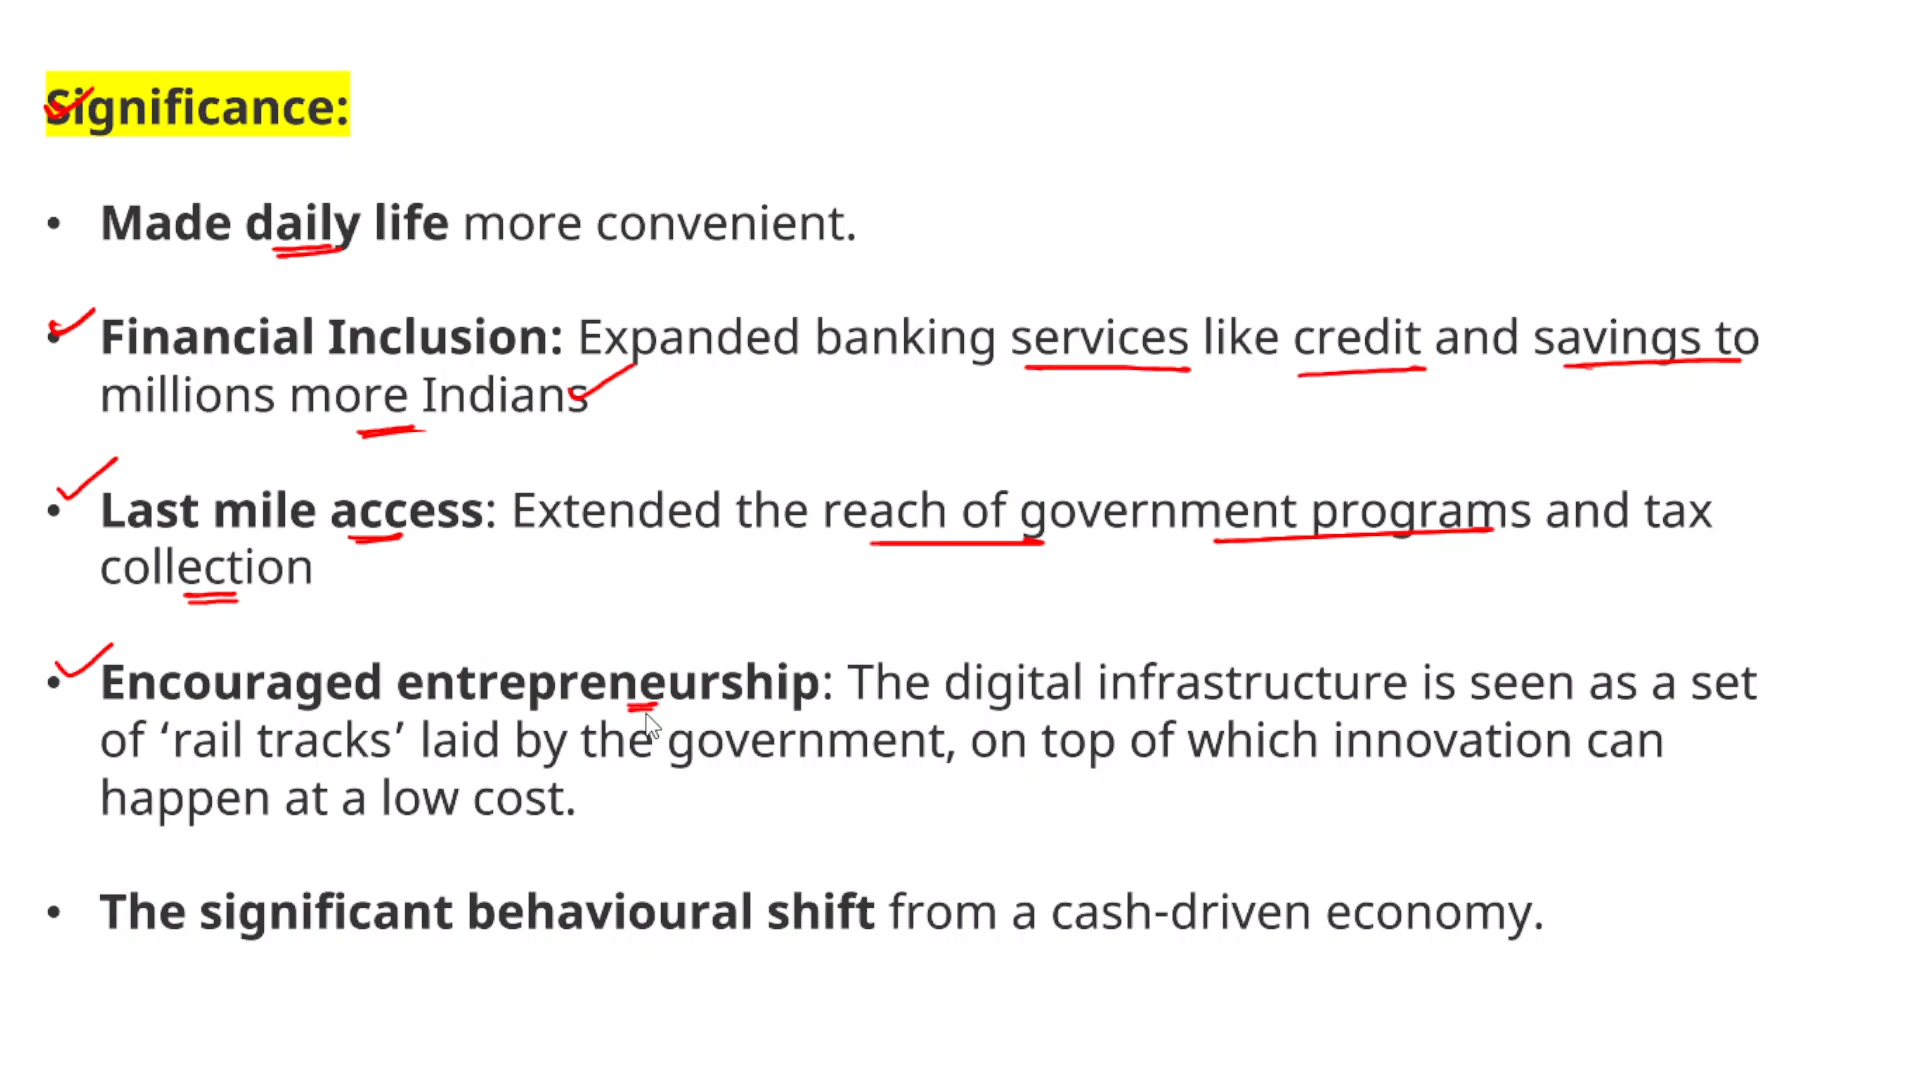 Significance:
• Made daily life more convenient.
• Financial Inclusion: Expanded banking services like credit and savings to
millions more Indians
• Last mile access: Extended the reach of government programs and tax
collection
• Encouraged entrepreneurship: The digital infrastructure is seen as a set
of ‘rail tracks’ laid by the government, on top of which innovation can
happen at a low cost.
• The significant behavioural shift from a cash-driven economy.